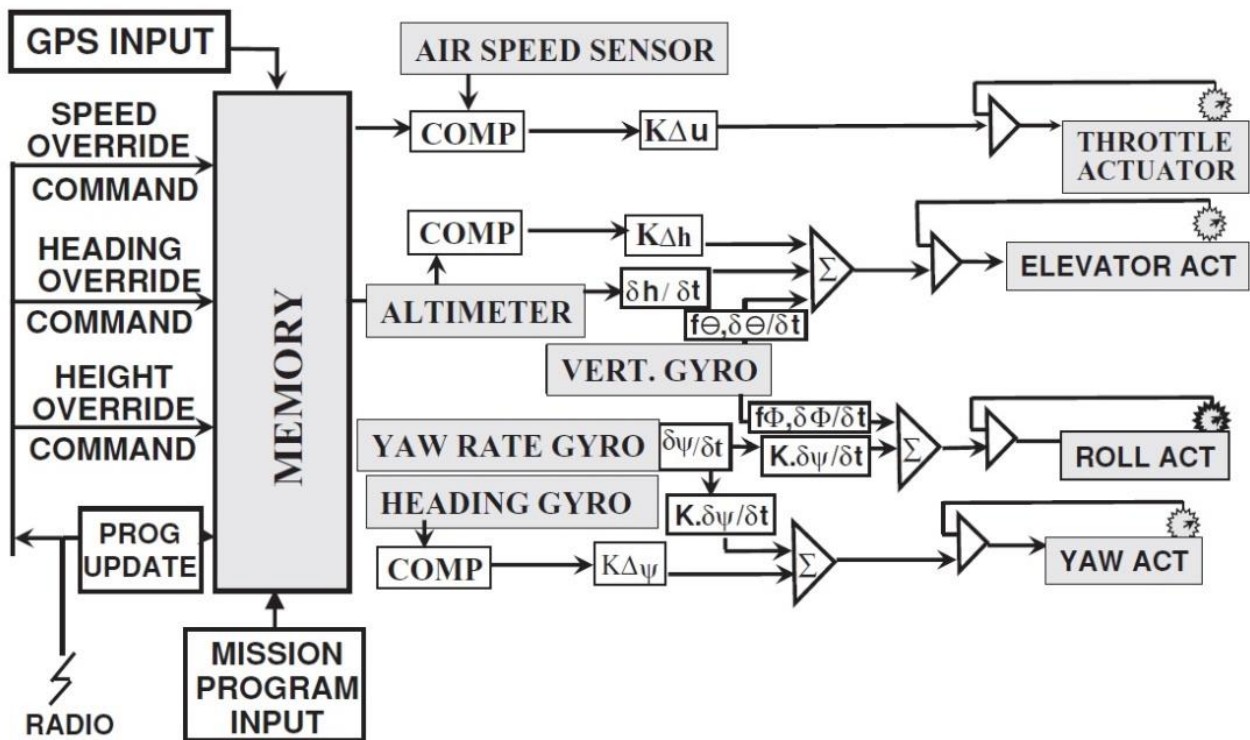 GPS INPUT
SPEED
OVERRIDE
COMMAND
HEADING
OVERRIDE
COMMAND
HEIGHT
OVERRIDE
COMMAND
PROG
UPDATE
RADIO
MEMORY
MISSION
PROGRAM
INPUT
AIR SPEED SENSOR
COMP
KΔu
THROTTLE
ACTUATOR
COMP
KΔh
ALTIMETER
δh/ δt
Σ
ELEVATOR ACT
fΘ,δΘ/δt
VERT. GYRO
fΦ,δΦ/δt
YAW RATE GYRO
δψ/δt
K.δψ/δt
Σ
ROLL ACT
HEADING GYRO
K.δψ/δt
COMP
KΔψ
Σ
YAW ACT